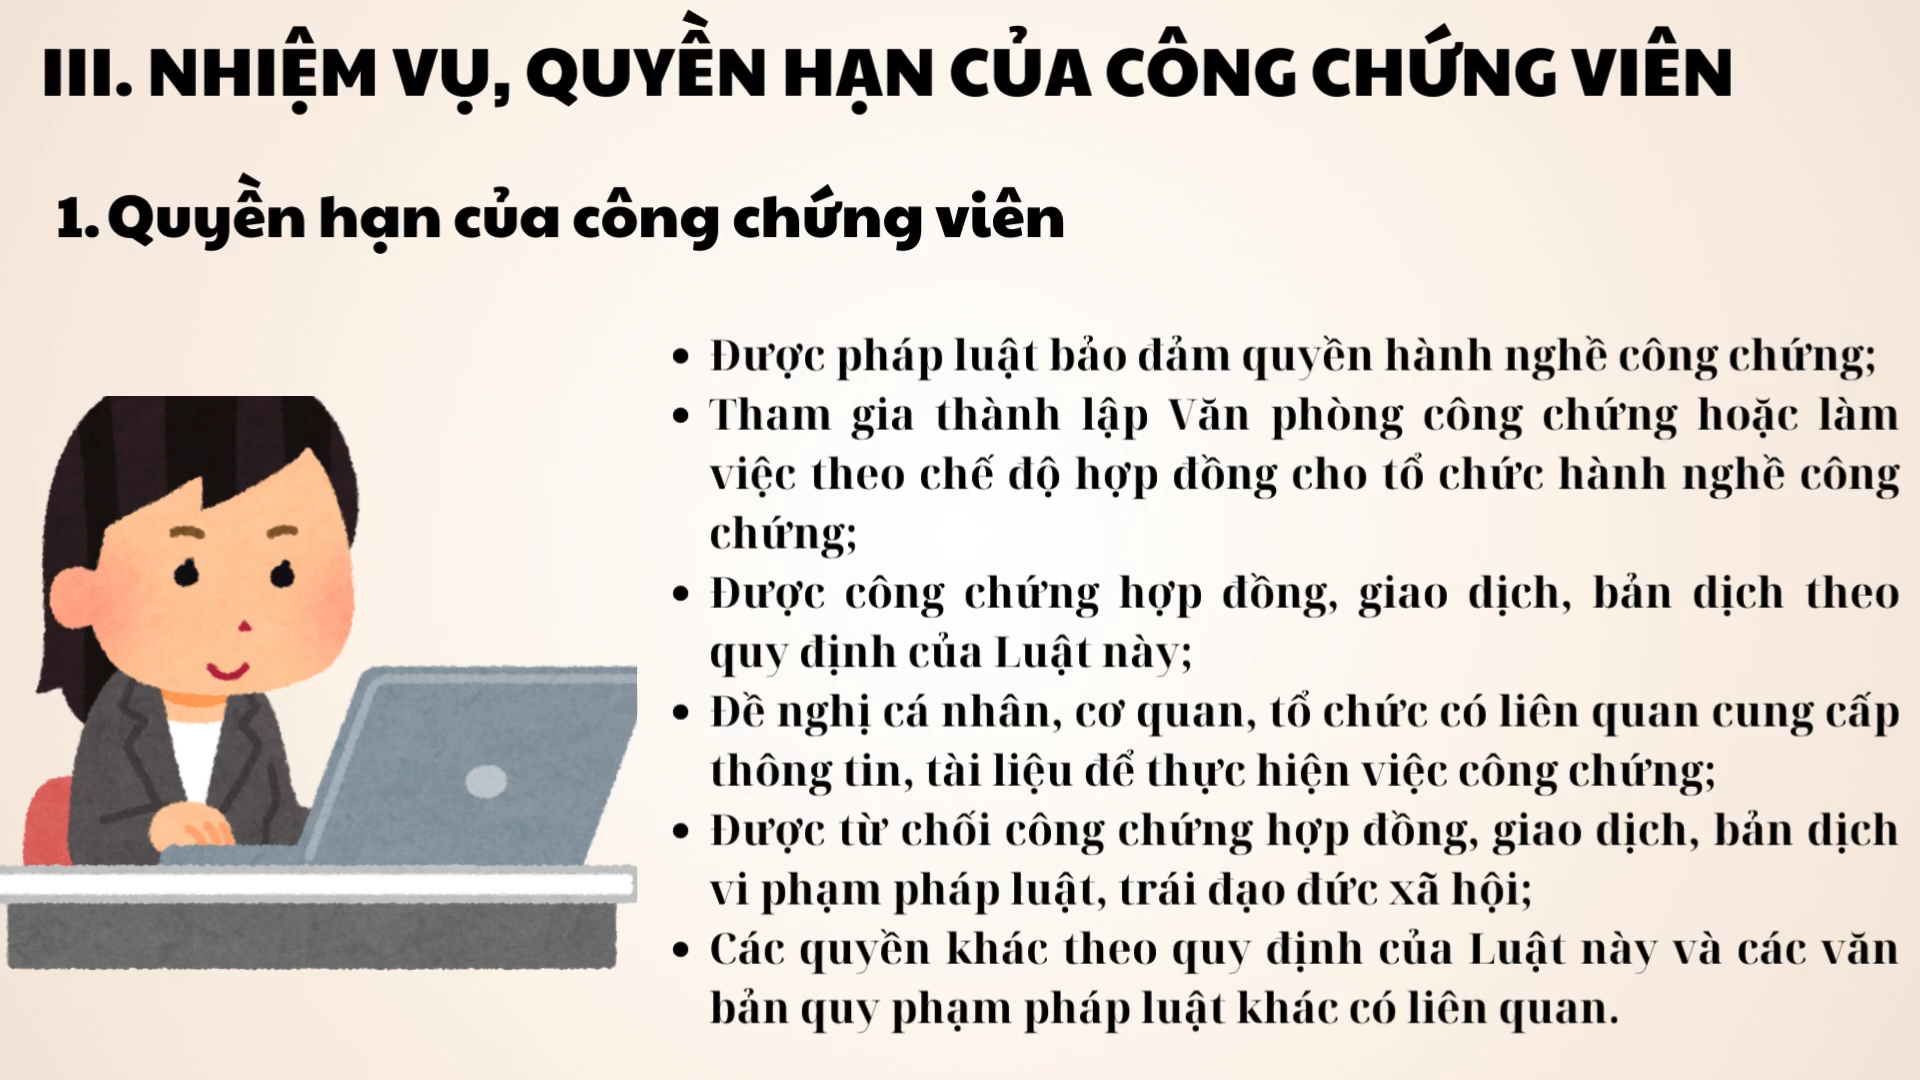 III. NHIỆM VỤ, QUYỀN HẠN CỦA CÔNG CHỨNG VIÊN
1. Quyền hạn của công chứng viên
• Được pháp luật bảo đảm quyền hành nghề công chứng;
• Tham gia thành lập Văn phòng công chứng hoặc làm
việc theo chế độ hợp đồng cho tổ chức hành nghề công
chứng;
• Được công chứng hợp đồng, giao dịch, bản dịch theo
quy định của Luật này;
• Đề nghị cá nhân, cơ quan, tổ chức có liên quan cung cấp
thông tin, tài liệu để thực hiện việc công chứng;
• Được từ chối công chứng hợp đồng, giao dịch, bản dịch
vi phạm pháp luật, trái đạo đức xã hội;
• Các quyền khác theo quy định của Luật này và các văn
bản quy phạm pháp luật khác có liên quan.